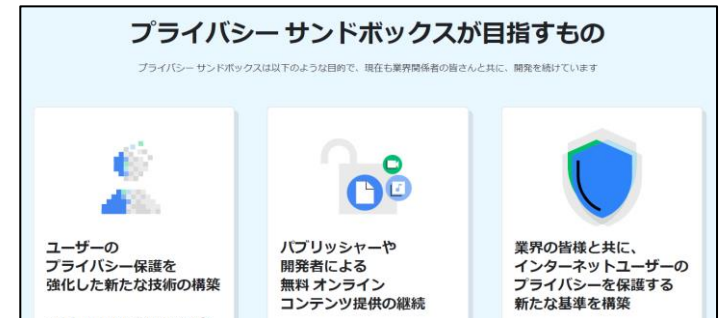 プライバシー サンドボックスが目指すもの
プライバシー サンドボックスは以下のような目的で、現在も業界関係者の皆さんと共に、開発を続けています
ユーザーの
プライバシー保護を
強化した新たな技術の構築
パブリッシャーや
開発者による
無料 オンライン
コンテンツ提供の継続
業界の皆様と共に、
インターネットユーザーの
プライバシーを保護する
新たな基準を構築